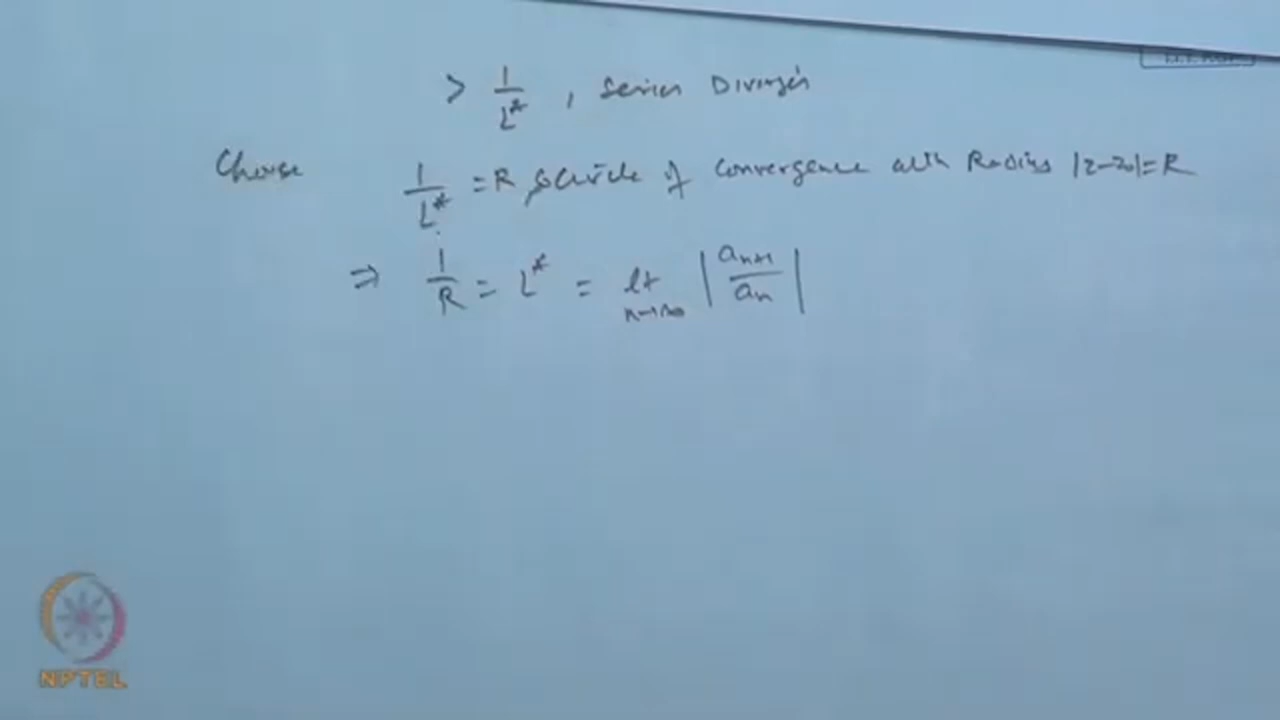 > 1/L*, Series Diverges
Choose 1/L* = R, circle of convergence with Radius |z-z0|=R
⇒ 1/R = L* = lt n→∞ |an+1/an|
NPTEL